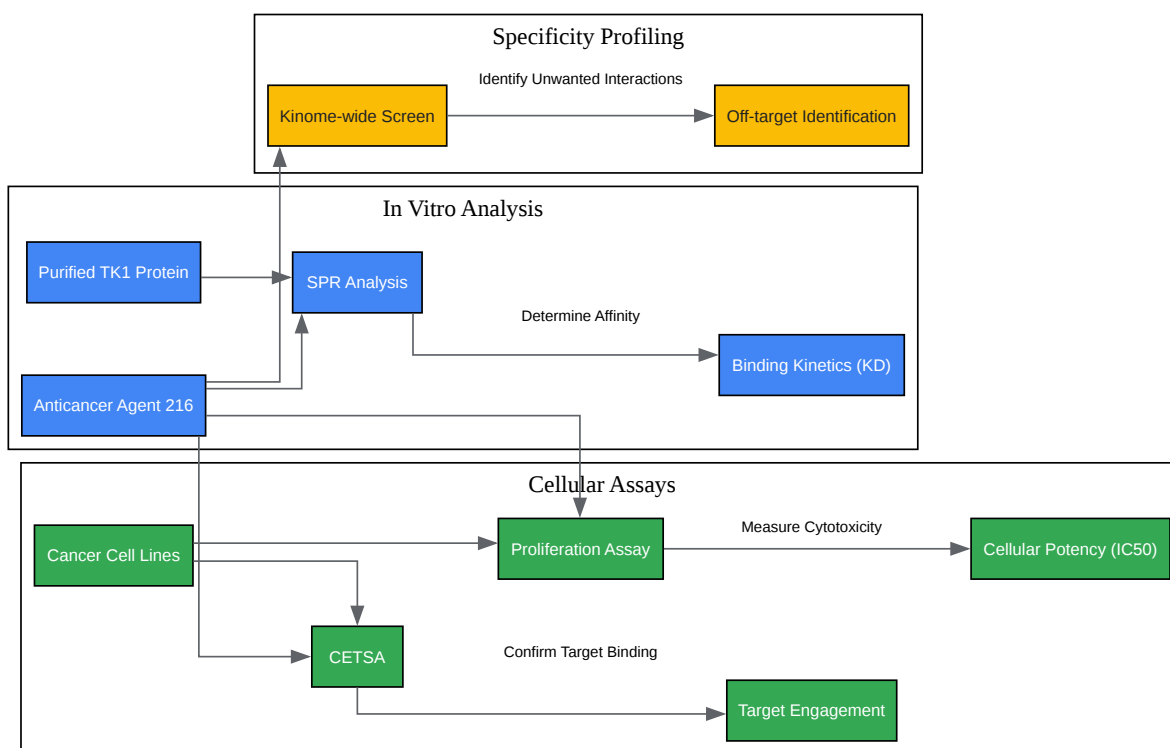 Specificity Profiling
Identify Unwanted Interactions
Kinome-wide Screen
Off-target Identification
In Vitro Analysis
Purified TK1 Protein
SPR Analysis
Determine Affinity
Binding Kinetics (KD)
Anticancer Agent 216
Cellular Assays
Cancer Cell Lines
Proliferation Assay
Measure Cytotoxicity
Cellular Potency (IC50)
CETSA
Confirm Target Binding
Target Engagement